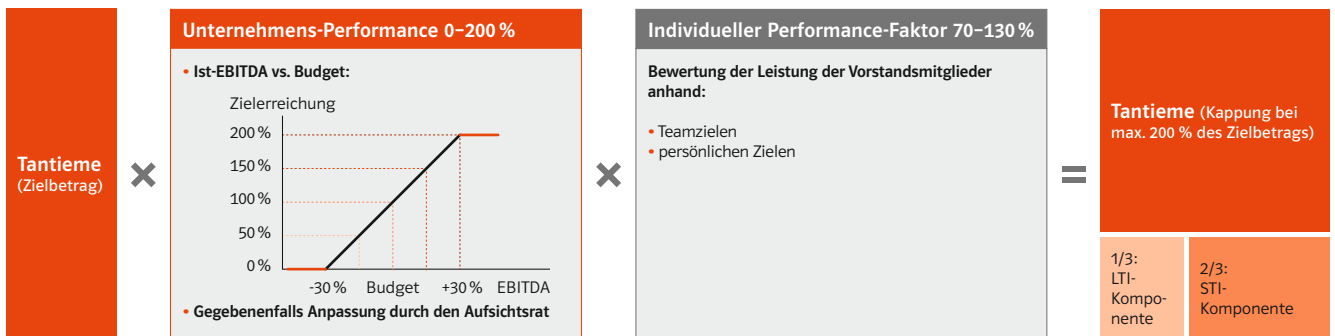 Tantieme
(Zielbetrag)
×
Unternehmens-Performance 0–200 %
• Ist-EBITDA vs. Budget:
Zielerreichung
200 %
150 %
100 %
50 %
0 %
-30 % Budget +30 % EBITDA
• Gegebenenfalls Anpassung durch den Aufsichtsrat
×
Individueller Performance-Faktor 70–130 %
Bewertung der Leistung der Vorstandsmitglieder
anhand:
• Teamzielen
• persönlichen Zielen
=
Tantieme (Kappung bei
max. 200 % des Zielbetrags)
1/3:
LTI-
Kompo-
nente
2/3:
STI-
Komponente